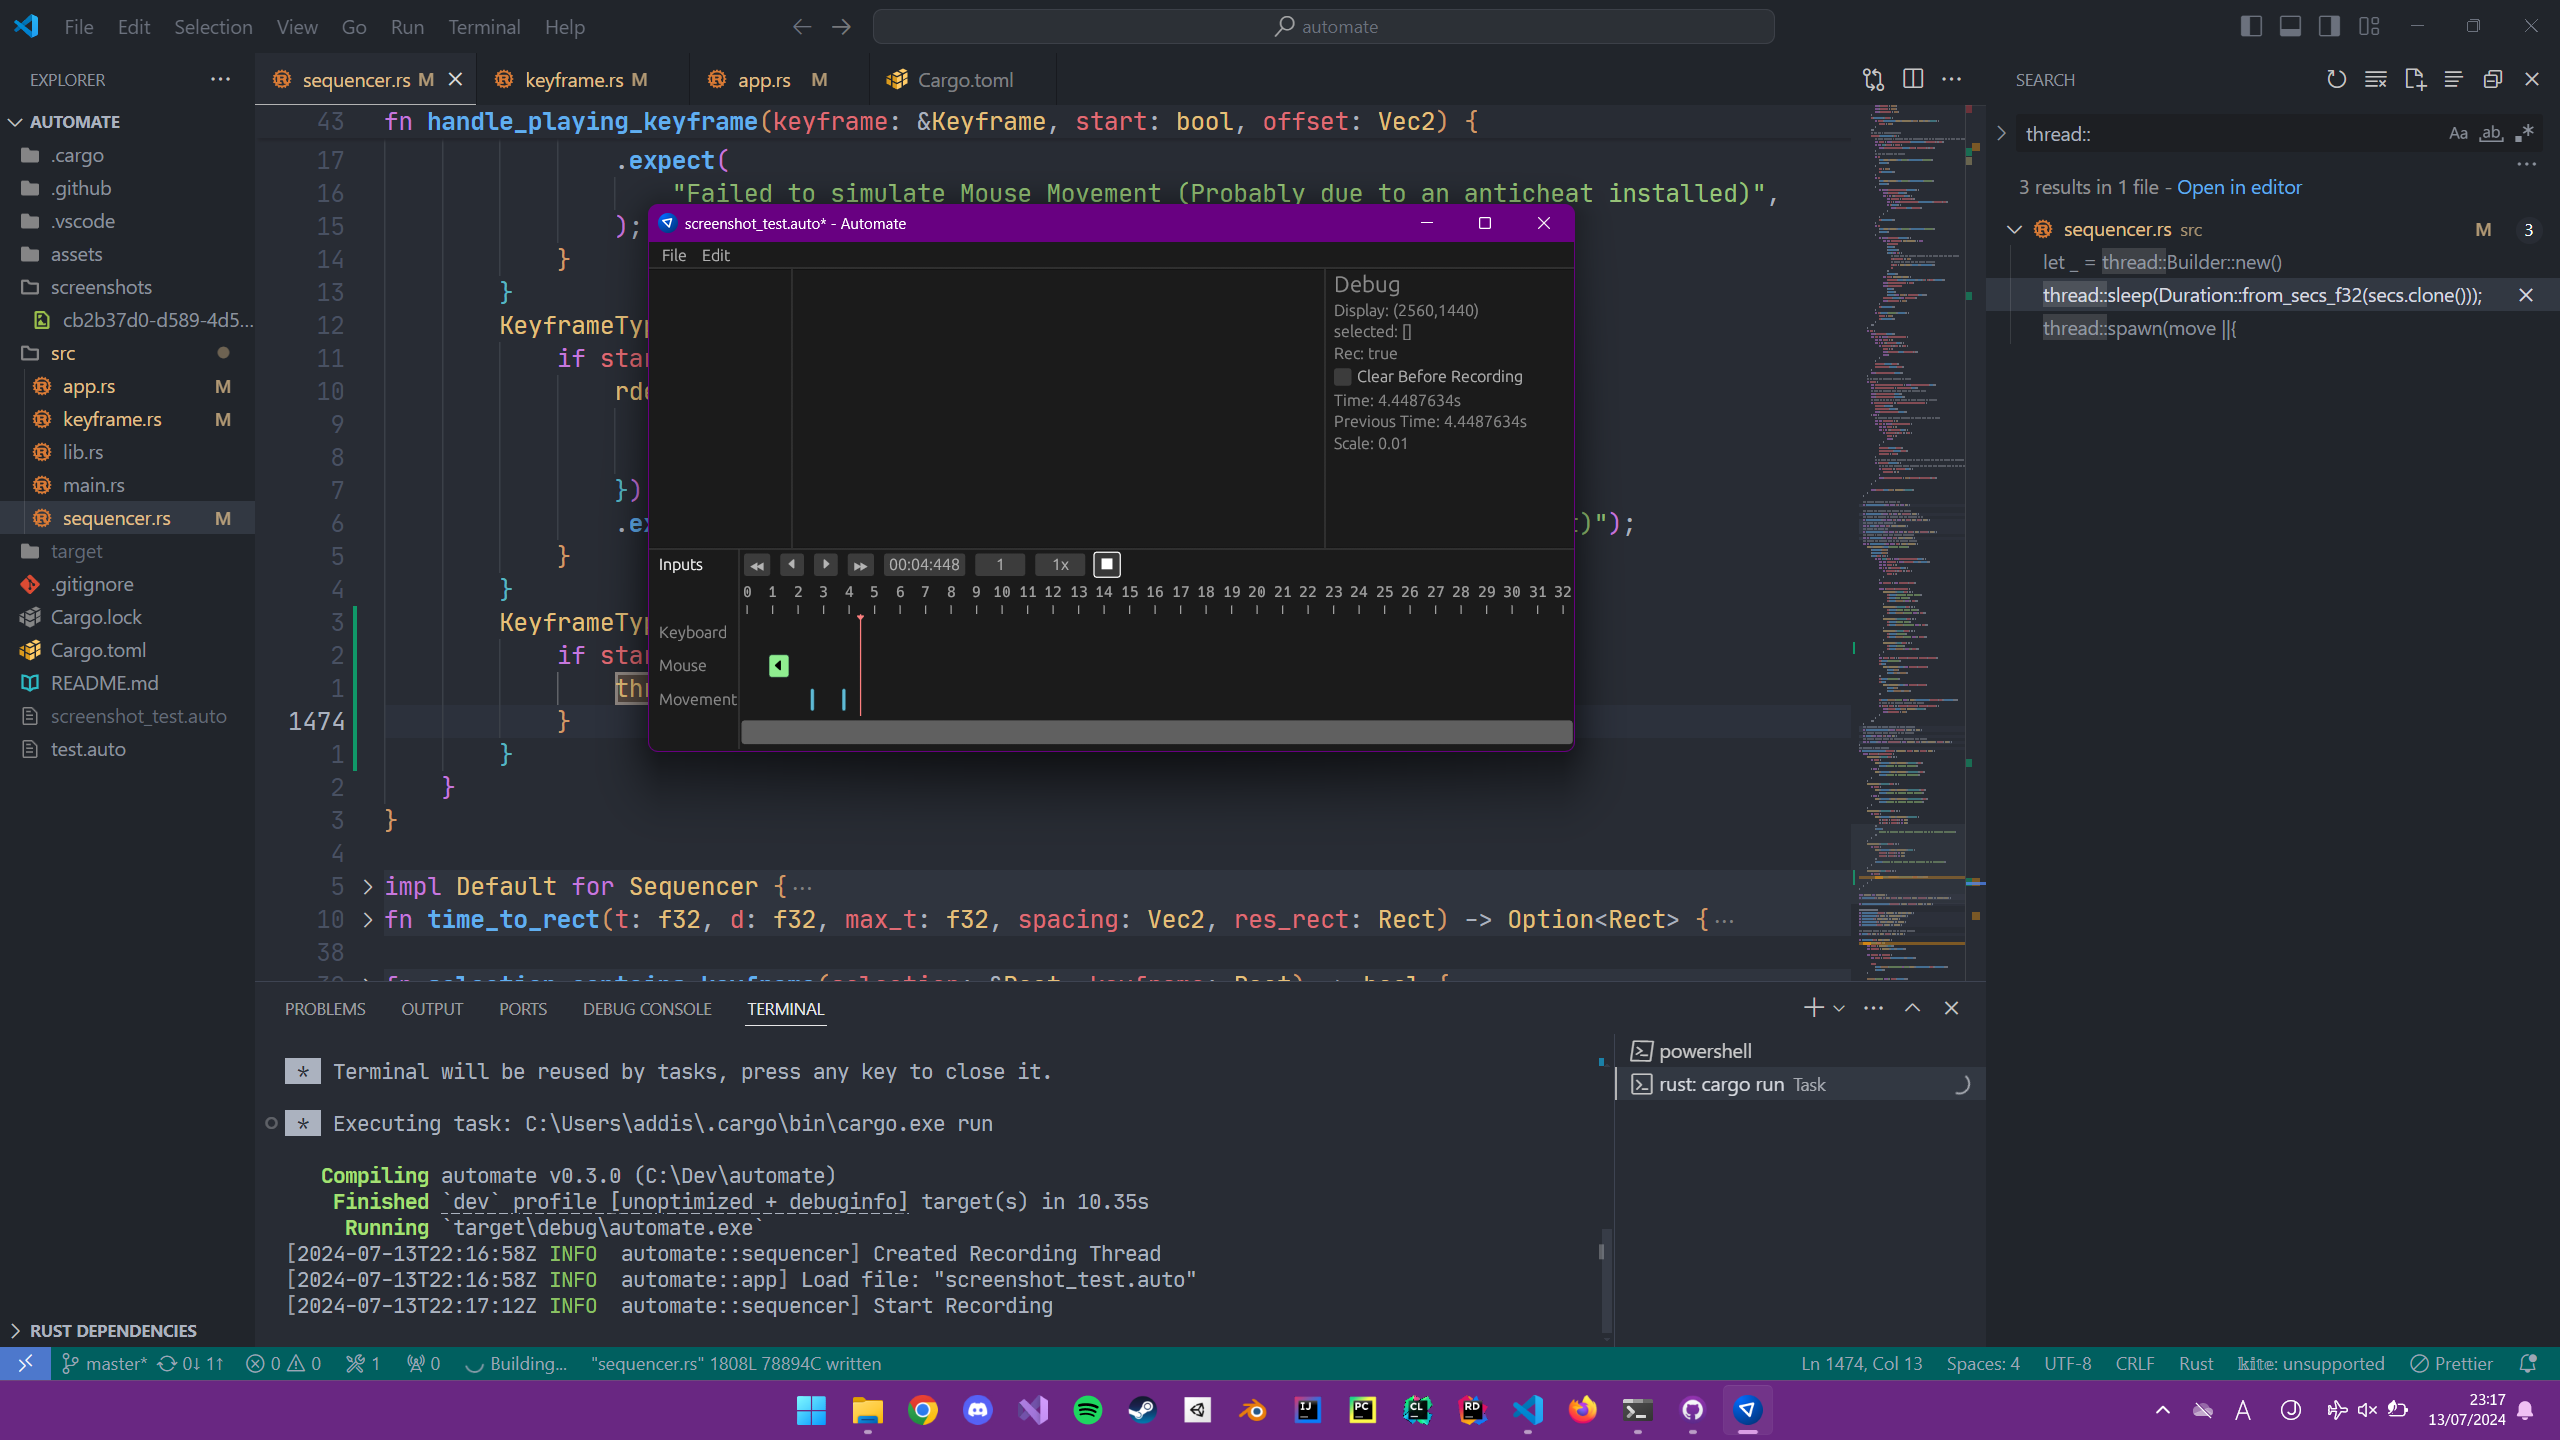 File Edit Selection View Go Run Terminal Help
automate
EXPLORER
AUTOMATE
.cargo
.github
.vscode
assets
screenshots
cb2b37d0-d589-4d5...
src
app.rs M
keyframe.rs M
lib.rs
main.rs
sequencer.rs M
target
.gitignore
Cargo.lock
Cargo.toml
README.md
screenshot_test.auto
test.auto
RUST DEPENDENCIES
sequencer.rs M
keyframe.rs M
app.rs M
Cargo.toml
43 fn handle_playing_keyframe(keyframe: &Keyframe, start: bool, offset: Vec2) {
17 .expect(
16 "Failed to simulate Mouse Movement (Probably due to an anticheat installed)",
15 );
14 }
13 }
12 KeyframeTy
11 if star
10 rde
9
8
7 })
6 .ex )");
5 }
4 }
3 KeyframeTy
2 if star
1 thr
1474 }
1 }
2 }
3 }
4
5 impl Default for Sequencer {...
10 fn time_to_rect(t: f32, d: f32, max_t: f32, spacing: Vec2, res_rect: Rect) -> Option<Rect> {...
38
screenshot_test.auto* - Automate
File Edit
Debug
Display: (2560,1440)
selected: []
Rec: true
Clear Before Recording
Time: 4.4487634s
Previous Time: 4.4487634s
Scale: 0.01
Inputs
00:04:448
1
1x
0 1 2 3 4 5 6 7 8 9 10 11 12 13 14 15 16 17 18 19 20 21 22 23 24 25 26 27 28 29 30 31 32
Keyboard
Mouse
Movement
SEARCH
thread::
Aa ab .*
3 results in 1 file - Open in editor
sequencer.rs src M 3
let _ = thread::Builder::new()
thread::sleep(Duration::from_secs_f32(secs.clone()));
thread::spawn(move ||{
PROBLEMS OUTPUT PORTS DEBUG CONSOLE TERMINAL
* Terminal will be reused by tasks, press any key to close it.
* Executing task: C:\Users\addis\.cargo\bin\cargo.exe run
Compiling automate v0.3.0 (C:\Dev\automate)
Finished `dev` profile [unoptimized + debuginfo] target(s) in 10.35s
Running `target\debug\automate.exe`
[2024-07-13T22:16:58Z INFO automate::sequencer] Created Recording Thread
[2024-07-13T22:16:58Z INFO automate::app] Load file: "screenshot_test.auto"
[2024-07-13T22:17:12Z INFO automate::sequencer] Start Recording
powershell
rust: cargo run Task
master* 0↓ 1↑ 0 0 1 0 Building... "sequencer.rs" 1808L 78894C written
Ln 1474, Col 13 Spaces: 4 UTF-8 CRLF Rust kite: unsupported Prettier
IJ PC CL RD
23:17
13/07/2024